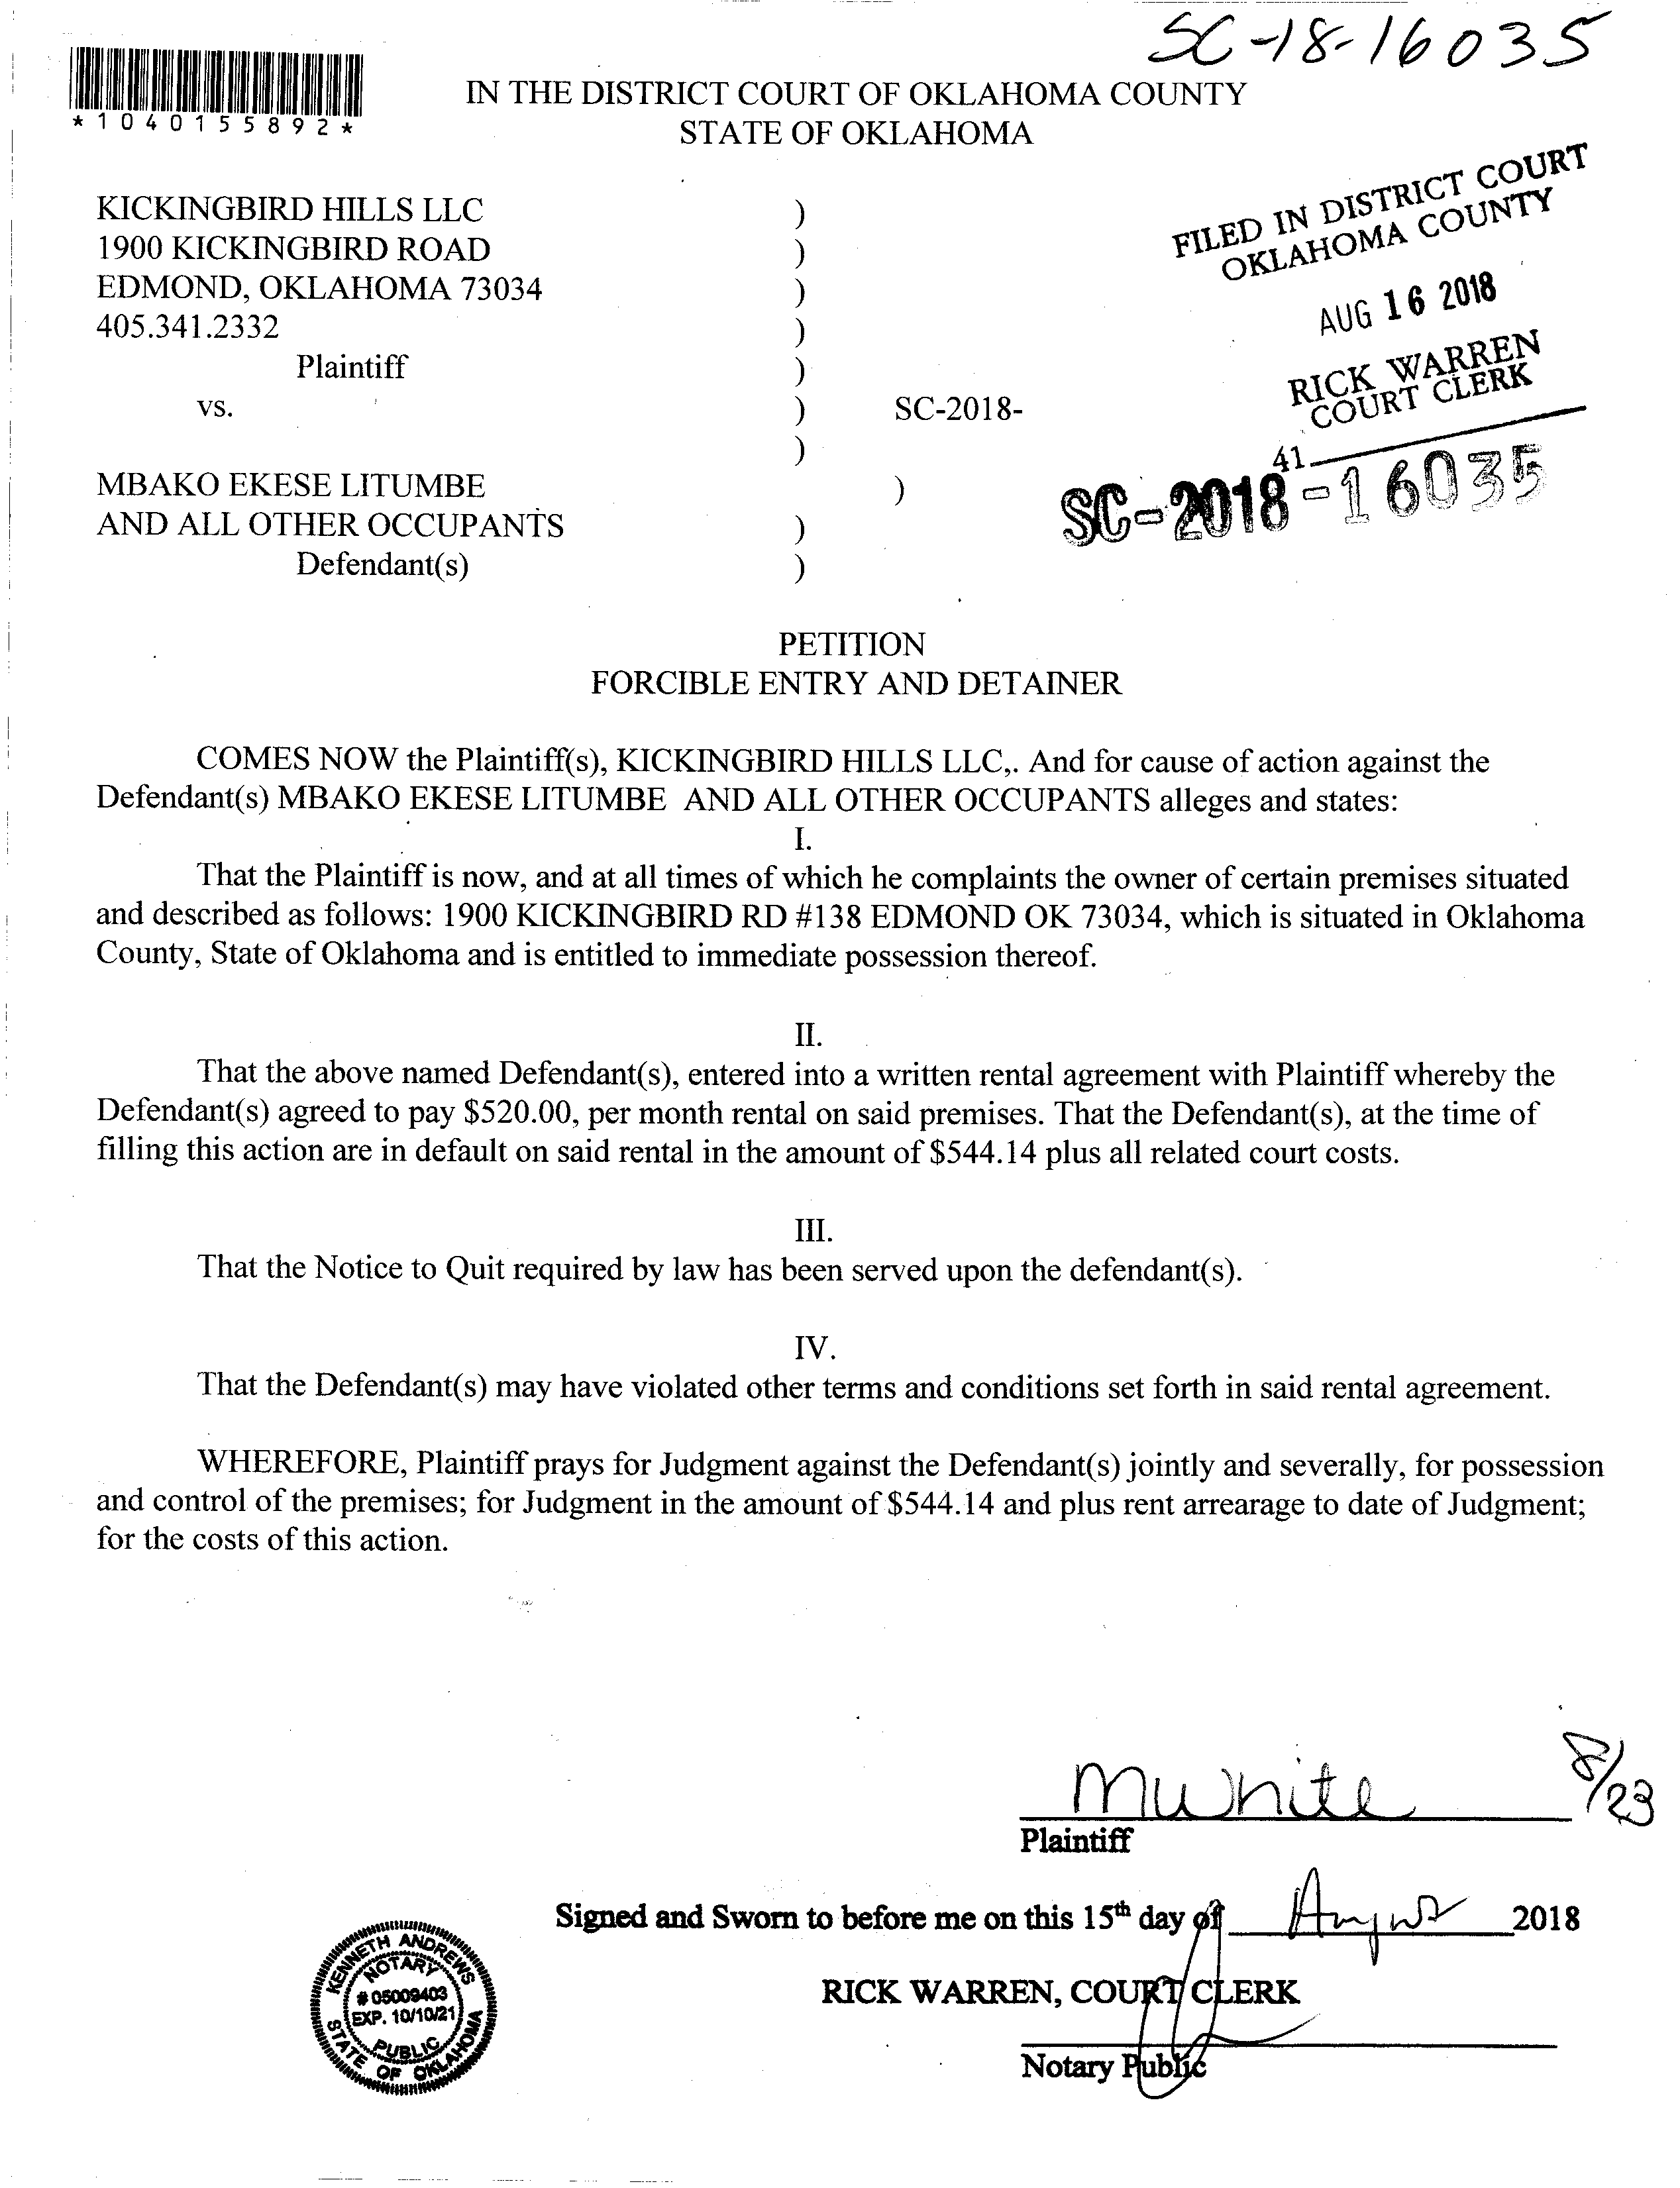 SC-18-16035
*1040155892*
IN THE DISTRICT COURT OF OKLAHOMA COUNTY
STATE OF OKLAHOMA
FILED IN DISTRICT COURT
OKLAHOMA COUNTY
AUG 16 2018
RICK WARREN
COURT CLERK
41
SC-2018-16035
KICKINGBIRD HILLS LLC )
1900 KICKINGBIRD ROAD )
EDMOND, OKLAHOMA 73034 )
405.341.2332 )
Plaintiff )
vs. ) SC-2018-
)
MBAKO EKESE LITUMBE )
AND ALL OTHER OCCUPANTS )
Defendant(s) )
PETITION
FORCIBLE ENTRY AND DETAINER
COMES NOW the Plaintiff(s), KICKINGBIRD HILLS LLC,. And for cause of action against the
Defendant(s) MBAKO EKESE LITUMBE AND ALL OTHER OCCUPANTS alleges and states:
I.
That the Plaintiff is now, and at all times of which he complaints the owner of certain premises situated
and described as follows: 1900 KICKINGBIRD RD #138 EDMOND OK 73034, which is situated in Oklahoma
County, State of Oklahoma and is entitled to immediate possession thereof.
II.
That the above named Defendant(s), entered into a written rental agreement with Plaintiff whereby the
Defendant(s) agreed to pay $520.00, per month rental on said premises. That the Defendant(s), at the time of
filling this action are in default on said rental in the amount of $544.14 plus all related court costs.
III.
That the Notice to Quit required by law has been served upon the defendant(s).
IV.
That the Defendant(s) may have violated other terms and conditions set forth in said rental agreement.
WHEREFORE, Plaintiff prays for Judgment against the Defendant(s) jointly and severally, for possession
and control of the premises; for Judgment in the amount of $544.14 and plus rent arrearage to date of Judgment;
for the costs of this action.
MWhite 8/23
Plaintiff
Signed and Sworn to before me on this 15th day of August 2018
RICK WARREN, COURT CLERK
Notary Public
KENNETH ANDREWS
NOTARY
# 05009403
EXP. 10/10/21
PUBLIC
STATE OF OKLAHOMA